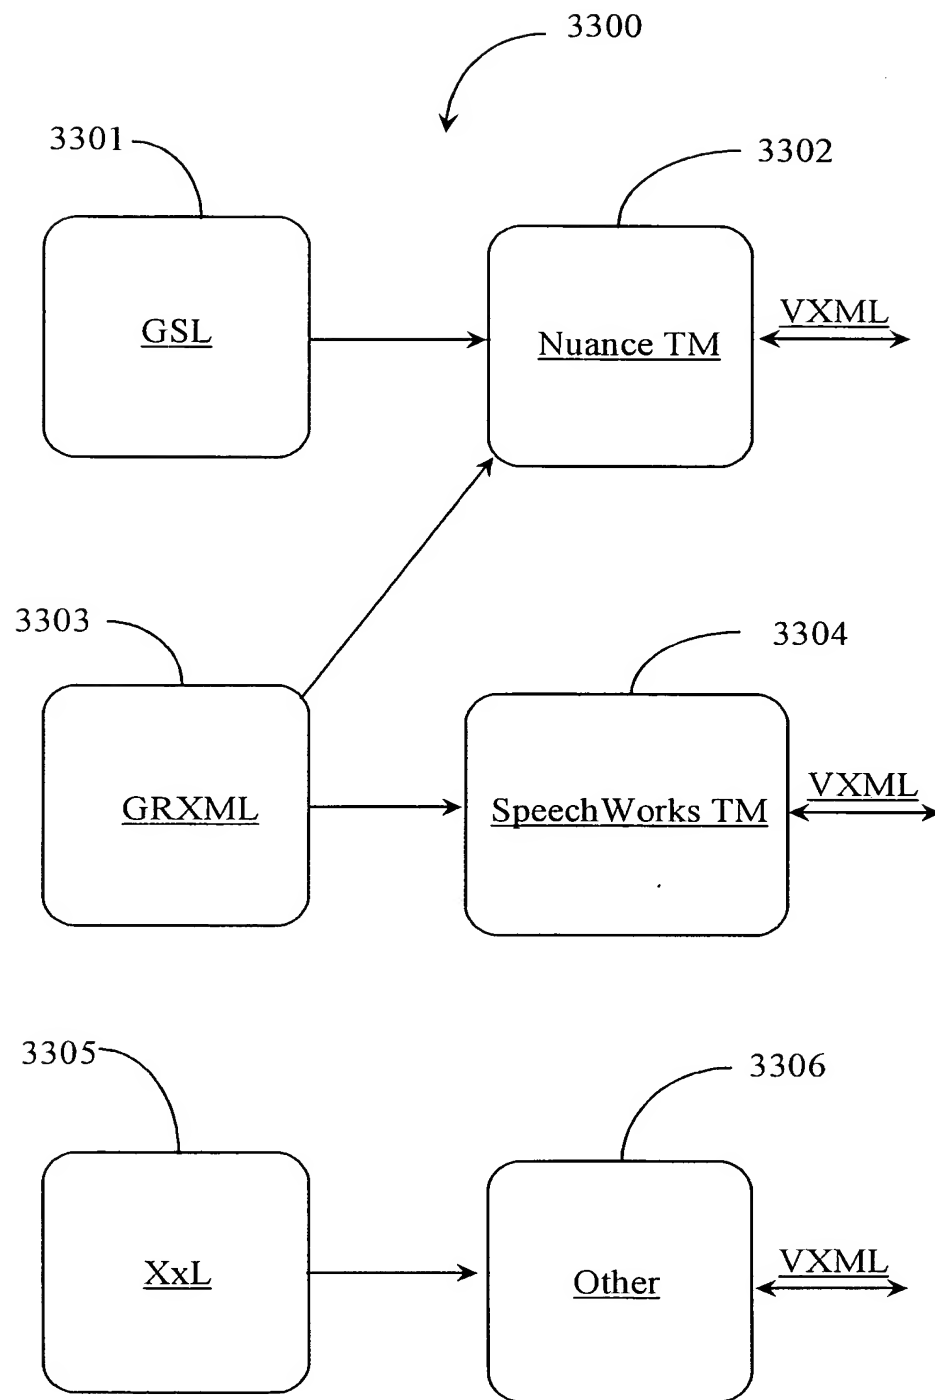 3300
3301
3302
GSL
Nuance TM
VXML
3303
3304
GRXML
SpeechWorks TM
VXML
3305
3306
XxL
Other
VXML